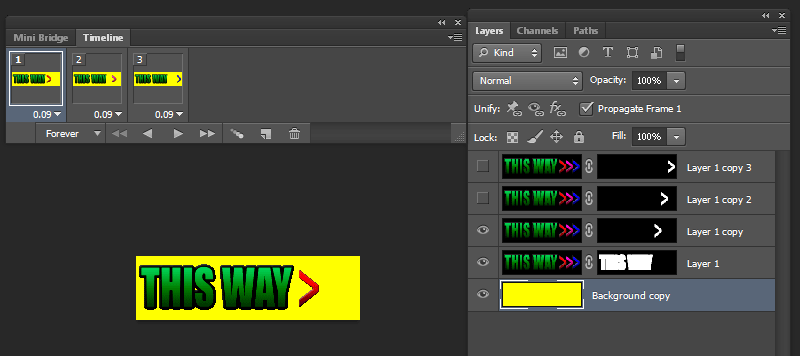 Mini Bridge Timeline
1 2 3
THIS WAY > THIS WAY > THIS WAY >
0.09 0.09 0.09
Forever
THIS WAY >
Layers Channels Paths
Kind
Normal Opacity: 100%
Unify: Propagate Frame 1
Lock: Fill: 100%
THIS WAY >>> > Layer 1 copy 3
THIS WAY >>> > Layer 1 copy 2
THIS WAY >>> > Layer 1 copy
THIS WAY >>> THIS WAY Layer 1
Background copy